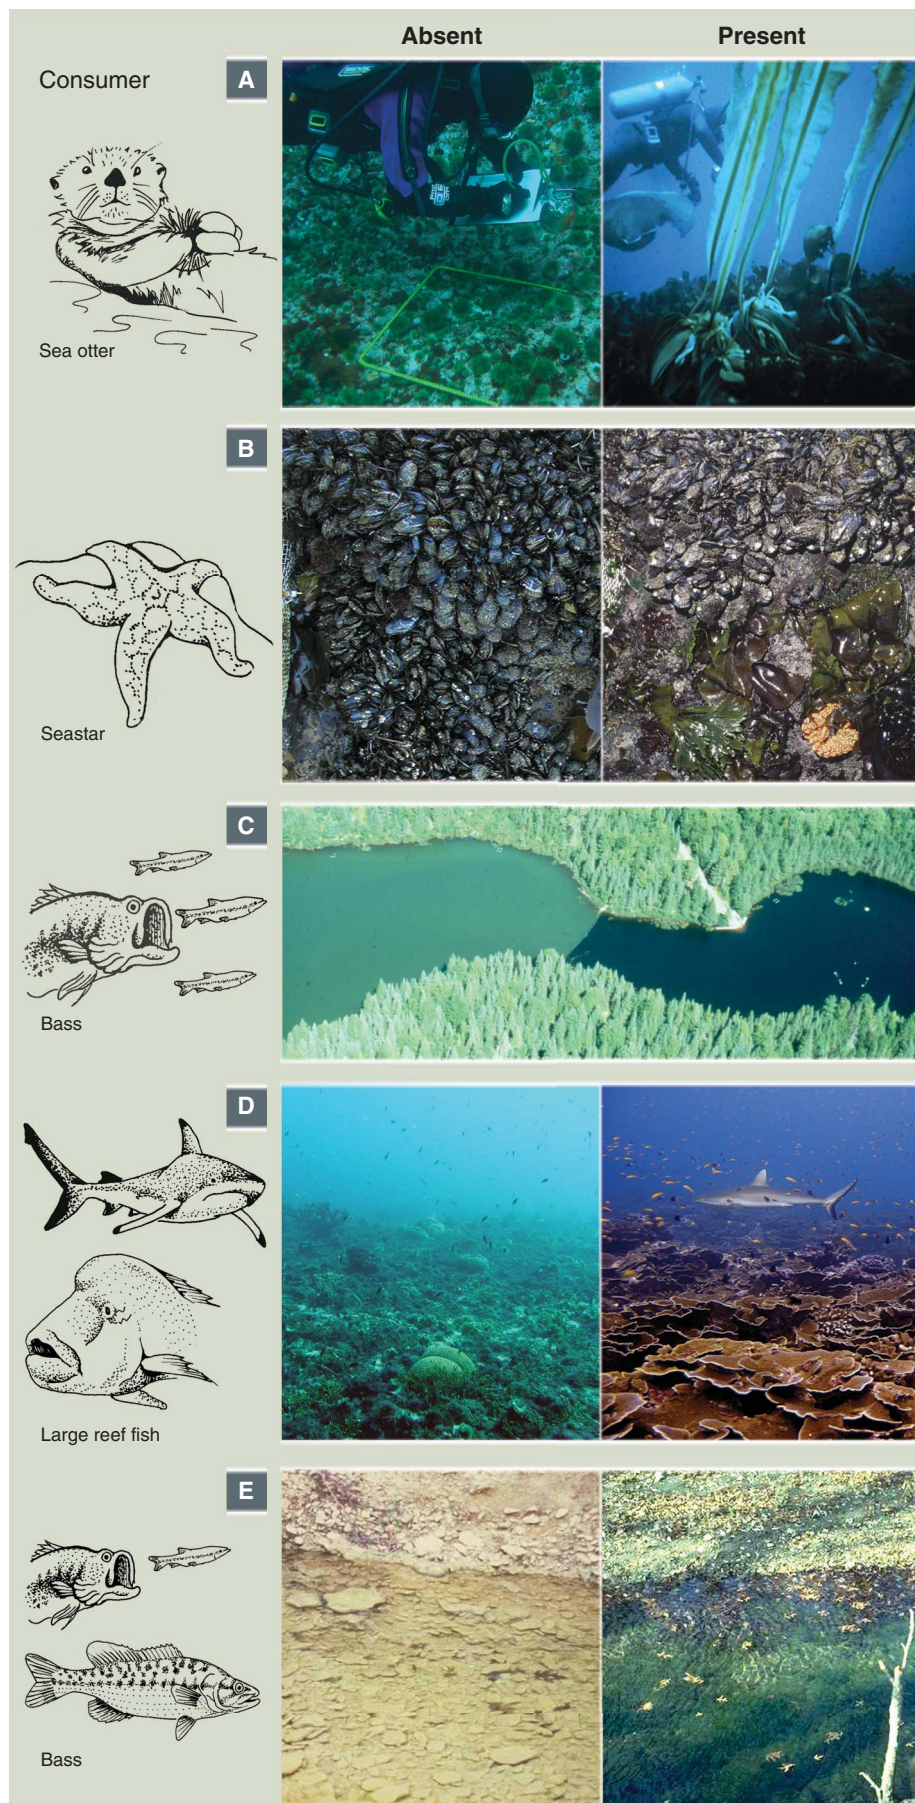 Absent Present
Consumer A
Sea otter
B
Seastar
C
Bass
D
Large reef fish
E
Bass